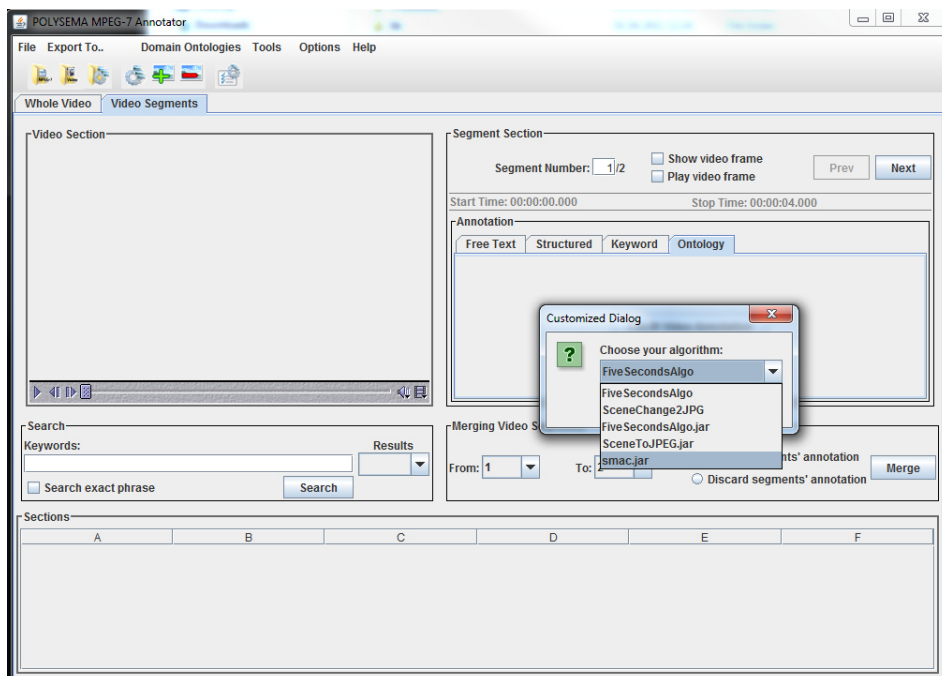 POLYSEMA MPEG-7 Annotator
File Export To.. Domain Ontologies Tools Options Help
Whole Video Video Segments
Video Section
Segment Section
Segment Number: 1 /2
Show video frame
Play video frame
Prev Next
Start Time: 00:00:00.000 Stop Time: 00:00:04.000
Annotation
Free Text Structured Keyword Ontology
Customized Dialog
Choose your algorithm:
FiveSecondsAlgo
FiveSecondsAlgo
SceneChange2JPG
FiveSecondsAlgo.jar
SceneToJPEG.jar
smac.jar
Search
Keywords: Results
Search exact phrase Search
Merging Video
From: 1 To:
annotation
Discard segments' annotation
Merge
Sections
A B C D E F